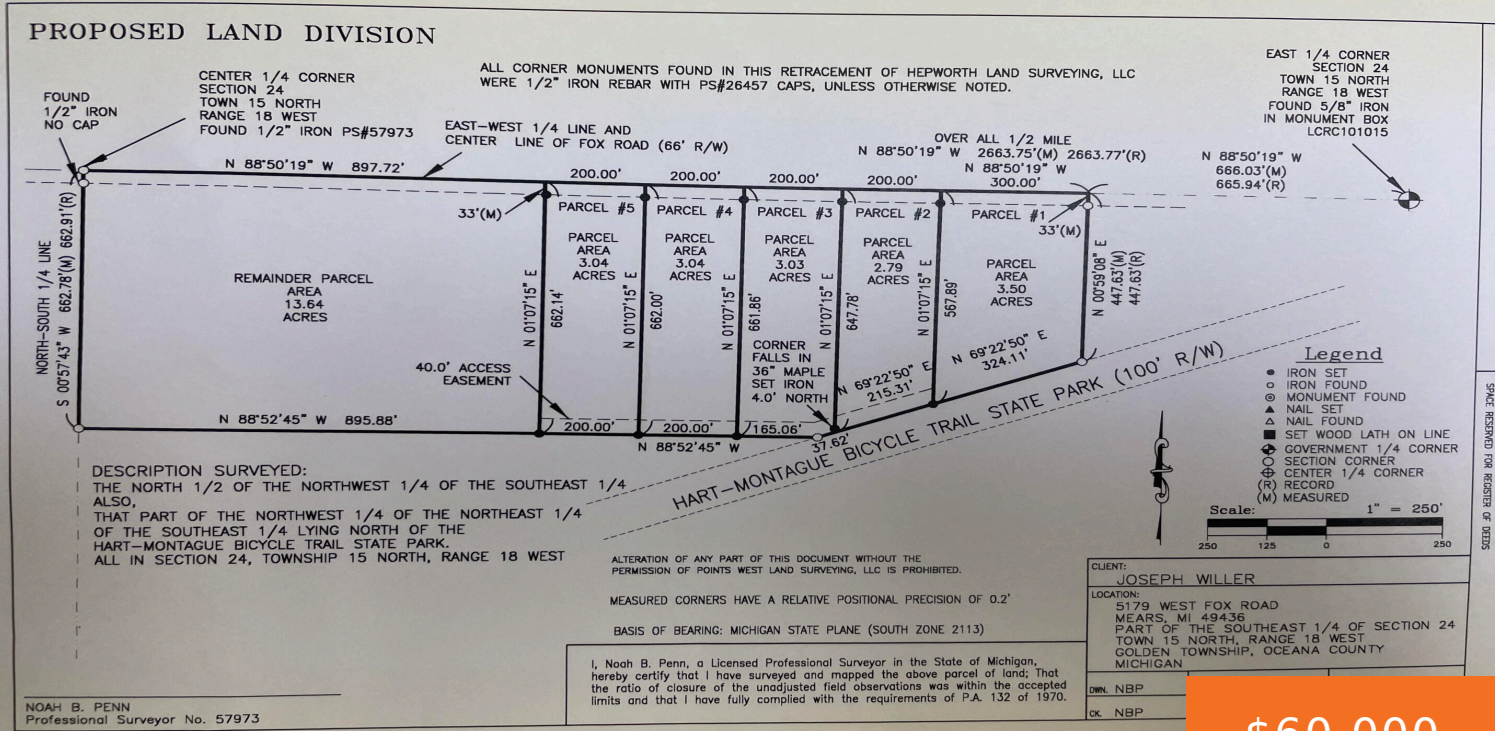 PROPOSED LAND DIVISION
FOUND
1/2" IRON
NO CAP
CENTER 1/4 CORNER
SECTION 24
TOWN 15 NORTH
RANGE 18 WEST
FOUND 1/2" IRON PS#57973
ALL CORNER MONUMENTS FOUND IN THIS RETRACEMENT OF HEPWORTH LAND SURVEYING, LLC
WERE 1/2" IRON REBAR WITH PS#26457 CAPS, UNLESS OTHERWISE NOTED.
EAST 1/4 CORNER
SECTION 24
TOWN 15 NORTH
RANGE 18 WEST
FOUND 5/8" IRON
IN MONUMENT BOX
LCRC101015
EAST-WEST 1/4 LINE AND
CENTER LINE OF FOX ROAD (66' R/W)
OVER ALL 1/2 MILE
N 88°50'19" W 2663.75'(M) 2663.77'(R)
N 88°50'19" W
666.03'(M)
665.94'(R)
N 88°50'19" W 897.72'
200.00'
200.00'
200.00'
200.00'
N 88°50'19" W
300.00'
33'(M)
PARCEL #5
PARCEL #4
PARCEL #3
PARCEL #2
PARCEL #1
33'(M)
NORTH-SOUTH 1/4 LINE
S 00°57'43" W 662.78'(M) 662.91'(R)
REMAINDER PARCEL
AREA
13.64
ACRES
N 01°07'15" E
662.14'
PARCEL
AREA
3.04
ACRES
N 01°07'15" E
662.00'
PARCEL
AREA
3.04
ACRES
N 01°07'15" E
661.86'
PARCEL
AREA
3.03
ACRES
N 01°07'15" E
647.78'
PARCEL
AREA
2.79
ACRES
N 01°07'15" E
567.89'
PARCEL
AREA
3.50
ACRES
N 00°59'08" E
447.63'(M)
447.63'(R)
CORNER
FALLS IN
36" MAPLE
SET IRON
4.0' NORTH
40.0' ACCESS
EASEMENT
N 69°22'50" E
215.31'
N 69°22'50" E
324.11'
N 88°52'45" W 895.88'
200.00'
200.00'
165.06'
N 88°52'45" W
37.62'
HART-MONTAGUE BICYCLE TRAIL STATE PARK (100' R/W)
Legend
IRON SET
IRON FOUND
MONUMENT FOUND
NAIL SET
NAIL FOUND
SET WOOD LATH ON LINE
GOVERNMENT 1/4 CORNER
SECTION CORNER
CENTER 1/4 CORNER
(R) RECORD
(M) MEASURED
Scale: 1" = 250'
250 125 0 250
SPACE RESERVED FOR REGISTER OF DEEDS
DESCRIPTION SURVEYED:
THE NORTH 1/2 OF THE NORTHWEST 1/4 OF THE SOUTHEAST 1/4
ALSO,
THAT PART OF THE NORTHWEST 1/4 OF THE NORTHEAST 1/4
OF THE SOUTHEAST 1/4 LYING NORTH OF THE
HART-MONTAGUE BICYCLE TRAIL STATE PARK.
ALL IN SECTION 24, TOWNSHIP 15 NORTH, RANGE 18 WEST
ALTERATION OF ANY PART OF THIS DOCUMENT WITHOUT THE
PERMISSION OF POINTS WEST LAND SURVEYING, LLC IS PROHIBITED.
MEASURED CORNERS HAVE A RELATIVE POSITIONAL PRECISION OF 0.2'
BASIS OF BEARING: MICHIGAN STATE PLANE (SOUTH ZONE 2113)
I, Noah B. Penn, a Licensed Professional Surveyor in the State of Michigan,
hereby certify that I have surveyed and mapped the above parcel of land; That
the ratio of closure of the unadjusted field observations was within the accepted
limits and that I have fully complied with the requirements of P.A. 132 of 1970.
NOAH B. PENN
Professional Surveyor No. 57973
CLIENT:
JOSEPH WILLER
LOCATION:
5179 WEST FOX ROAD
MEARS, MI 49436
PART OF THE SOUTHEAST 1/4 OF SECTION 24
TOWN 15 NORTH, RANGE 18 WEST
GOLDEN TOWNSHIP, OCEANA COUNTY
MICHIGAN
DWN. NBP
CK. NBP
$60,000